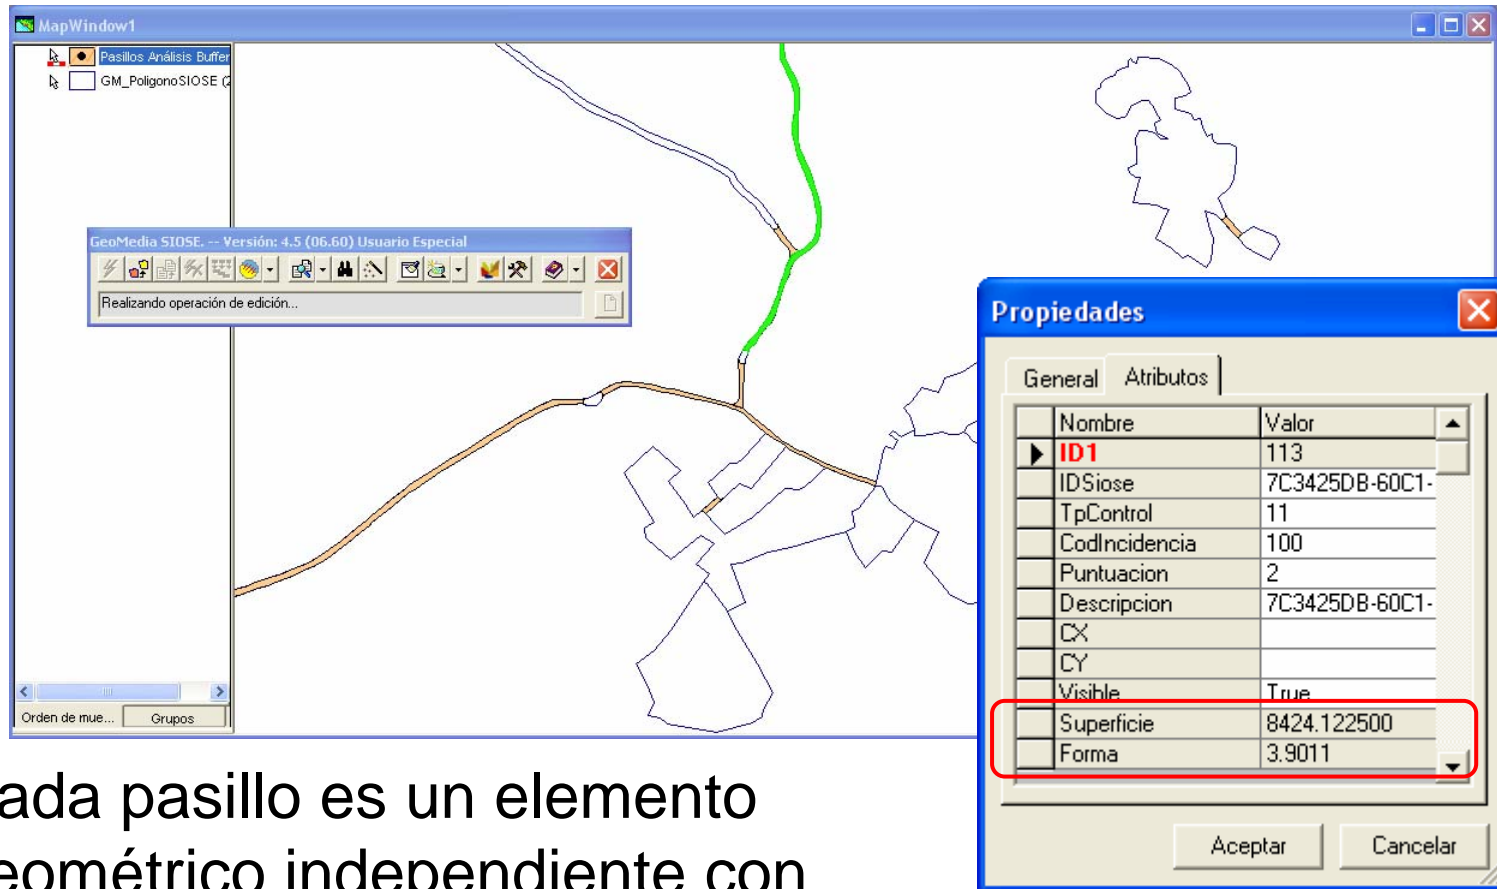 MapWindow1
Pasillos Análisis Buffer
GM_PoligonoSIOSE (2
GeoMedia SIOSE. -- Versión: 4.5 (06.60) Usuario Especial
Realizando operación de edición...
Orden de mue... Grupos
Propiedades
General Atributos
Nombre Valor
ID1 113
IDSiose 7C3425DB-60C1-
TpControl 11
CodIncidencia 100
Puntuacion 2
Descripcion 7C3425DB-60C1-
CX
CY
Visible True
Superficie 8424.122500
Forma 3.9011
Aceptar Cancelar
ada pasillo es un elemento
eométrico independiente con